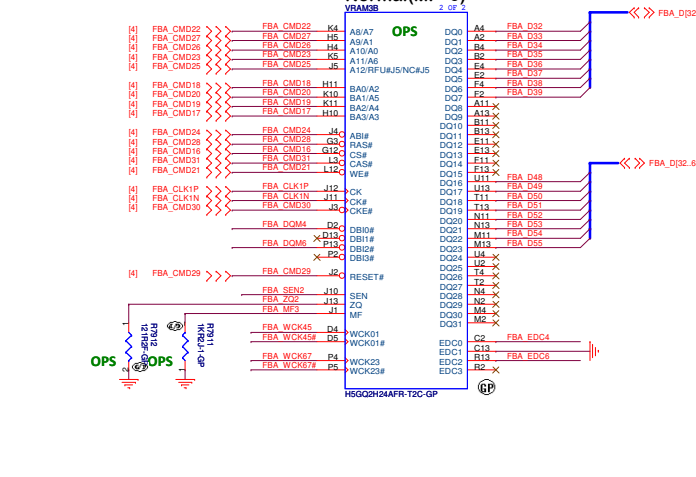 VRAM3B 2 OF 2
OPS
[4] FBA_CMD22 FBA_CMD22 K4 A8/A7 DQ0 A4 FBA_D32
[4] FBA_CMD27 FBA_CMD27 H5 A9/A1 DQ1 A2 FBA_D33
[4] FBA_CMD26 FBA_CMD26 H4 A10/A0 DQ2 B4 FBA_D34
[4] FBA_CMD23 FBA_CMD23 K5 A11/A6 DQ3 B2 FBA_D35
[4] FBA_CMD25 FBA_CMD25 J5 A12/RFU#J5/NC#J5 DQ4 E4 FBA_D36
DQ5 E2 FBA_D37
[4] FBA_CMD18 FBA_CMD18 H11 BA0/A2 DQ6 F4 FBA_D38
[4] FBA_CMD20 FBA_CMD20 K10 BA1/A5 DQ7 F2 FBA_D39
[4] FBA_CMD19 FBA_CMD19 K11 BA2/A4 DQ8 A11
[4] FBA_CMD17 FBA_CMD17 H10 BA3/A3 DQ9 A13
DQ10 B11
[4] FBA_CMD24 FBA_CMD24 J4 ABI# DQ11 B13
[4] FBA_CMD28 FBA_CMD28 G3 RAS# DQ12 E11
[4] FBA_CMD16 FBA_CMD16 G12 CS# DQ13 E13
[4] FBA_CMD31 FBA_CMD31 L3 CAS# DQ14 F11
[4] FBA_CMD21 FBA_CMD21 L12 WE# DQ15 F13
DQ16 U11 FBA_D48
[4] FBA_CLK1P FBA_CLK1P J12 CK DQ17 U13 FBA_D49
[4] FBA_CLK1N FBA_CLK1N J11 CK# DQ18 T11 FBA_D50
[4] FBA_CMD30 FBA_CMD30 J3 CKE# DQ19 T13 FBA_D51
DQ20 N11 FBA_D52
FBA_DQM4 D2 DBI0# DQ21 N13 FBA_D53
D13 DBI1# DQ22 M11 FBA_D54
FBA_DQM6 P13 DBI2# DQ23 M13 FBA_D55
P2 DBI3# DQ24 U4
DQ25 U2
[4] FBA_CMD29 FBA_CMD29 J2 RESET# DQ26 T4
DQ27 T2
FBA_SEN2 J10 SEN DQ28 N4
FBA_ZQ2 J13 ZQ DQ29 N2
FBA_MF3 J1 MF DQ30 M4
DQ31 M2
FBA_WCK45 D4 WCK01
FBA_WCK45# D5 WCK01# EDC0 C2 FBA_EDC4
EDC1 C13
FBA_WCK67 P4 WCK23 EDC2 R13 FBA_EDC6
FBA_WCK67# P5 WCK23# EDC3 R2
H5GQ2H24AFR-T2C-GP
GP
FBA_D[32
FBA_D[32..6
1
2
R7912
OPS
1
R7911
1KR2J-1-GP
OPS